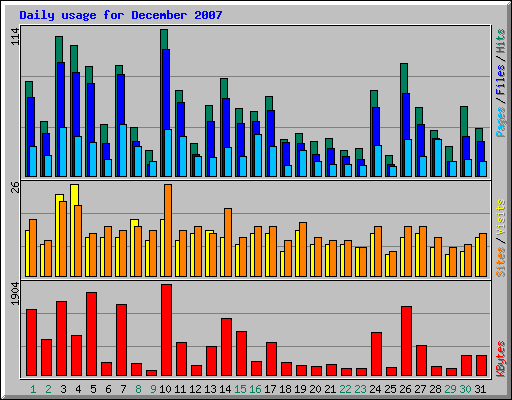 Daily usage for December 2007
114
Pages / Files / Hits
26
Sites / Visits
1904
KBytes
1 2 3 4 5 6 7 8 9 10 11 12 13 14 15 16 17 18 19 20 21 22 23 24 25 26 27 28 29 30 31